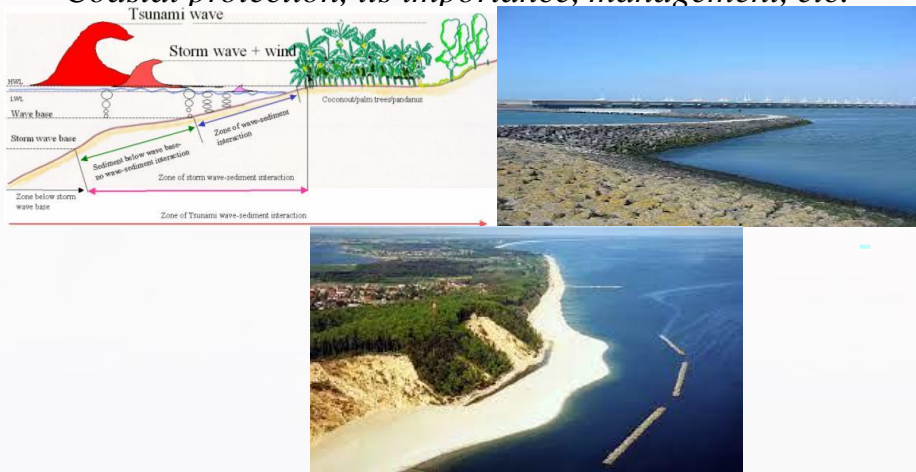 Coastal protection, its importance, management, etc.
Tsunami wave
Storm wave + wind
HWL
LWL
Wave base
Storm wave base
Coconout/palm trees/pandanus
Zone of wave-sediment
interaction
Sediment below wave base-
no wave-sediment interaction
Zone of storm wave-sediment interaction
Zone below storm
wave base
Zone of Tsunami wave-sediment interaction